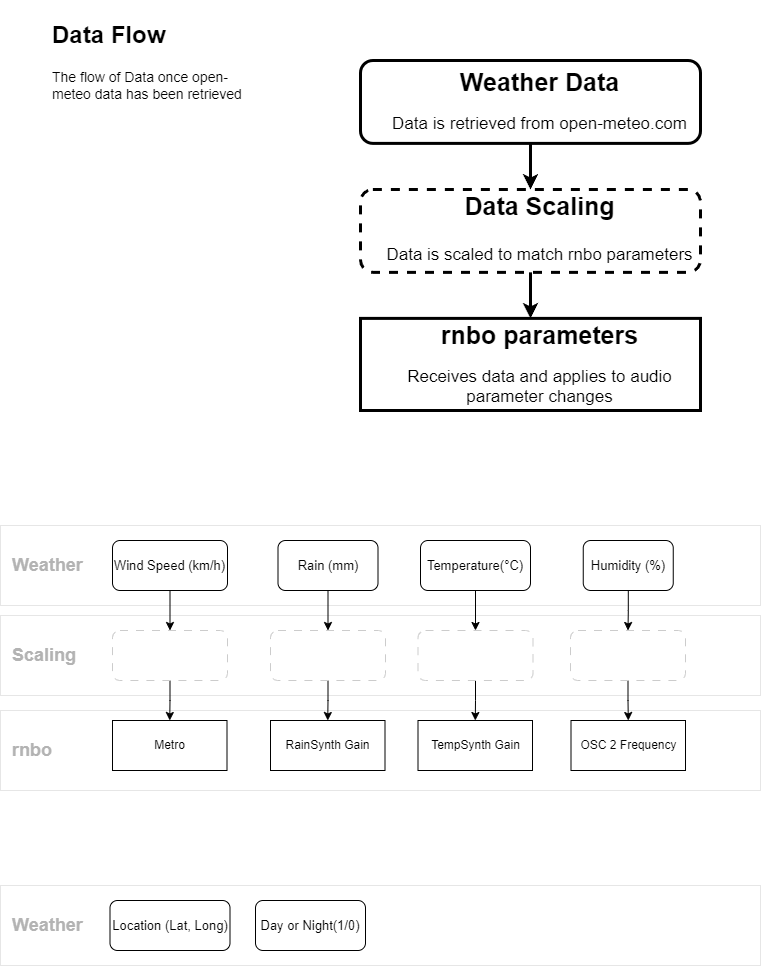 Data Flow
The flow of Data once open-
meteo data has been retrieved
Weather Data
Data is retrieved from open-meteo.com
Data Scaling
Data is scaled to match rnbo parameters
rnbo parameters
Receives data and applies to audio
parameter changes
Weather
Wind Speed (km/h)
Rain (mm)
Temperature(°C)
Humidity (%)
Scaling
rnbo
Metro
RainSynth Gain
TempSynth Gain
OSC 2 Frequency
Weather
Location (Lat, Long)
Day or Night(1/0)